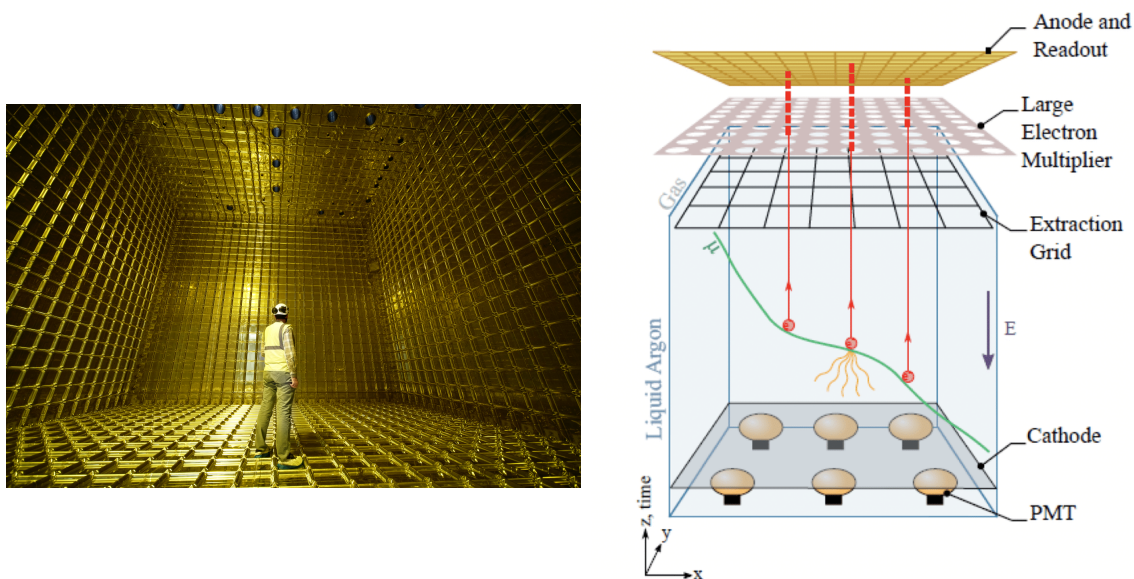 Anode and
Readout
Large
Electron
Multiplier
Gas
Extraction
Grid
μ
E
Liquid Argon
Cathode
PMT
z, time
y
x